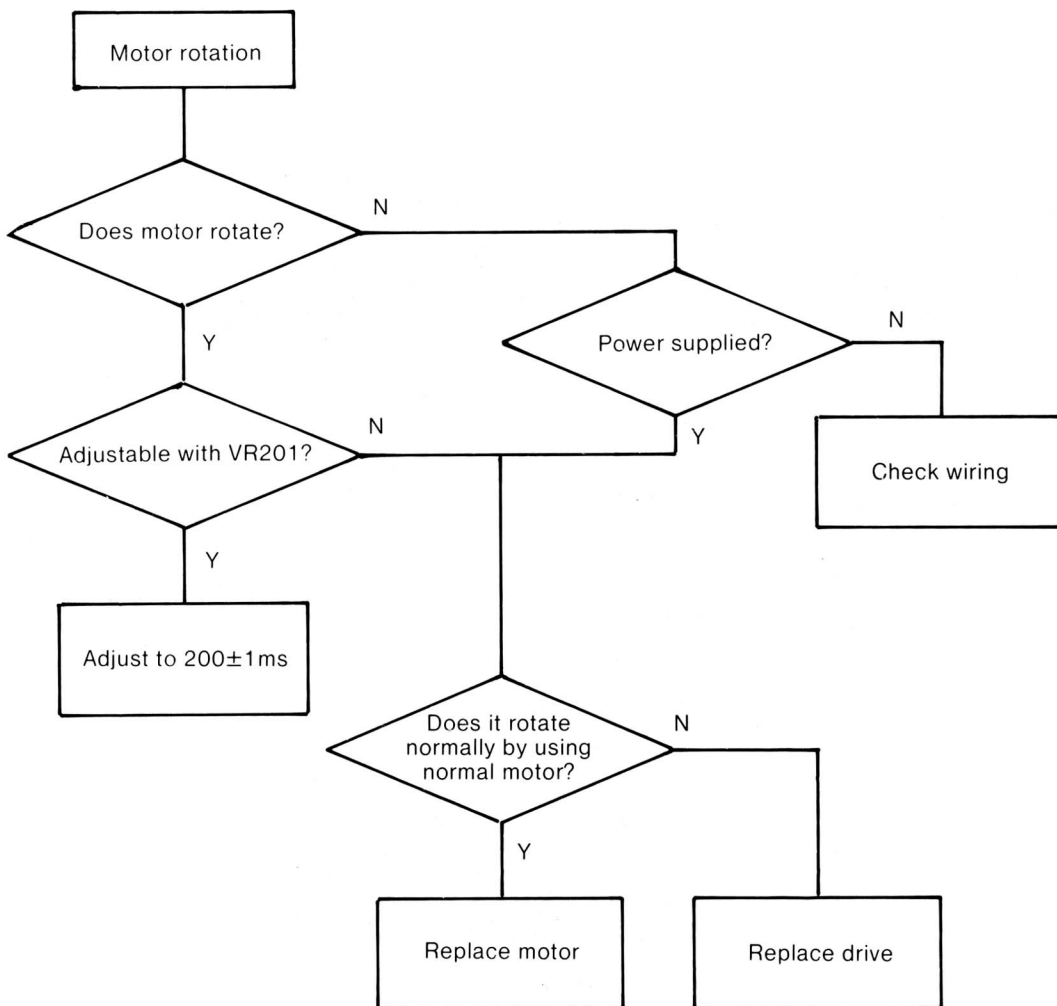 Motor rotation
Does motor rotate?
N
Y
Power supplied?
N
Y
Adjustable with VR201?
N
Y
Check wiring
Adjust to 200±1ms
Does it rotate
normally by using
normal motor?
N
Y
Replace motor
Replace drive